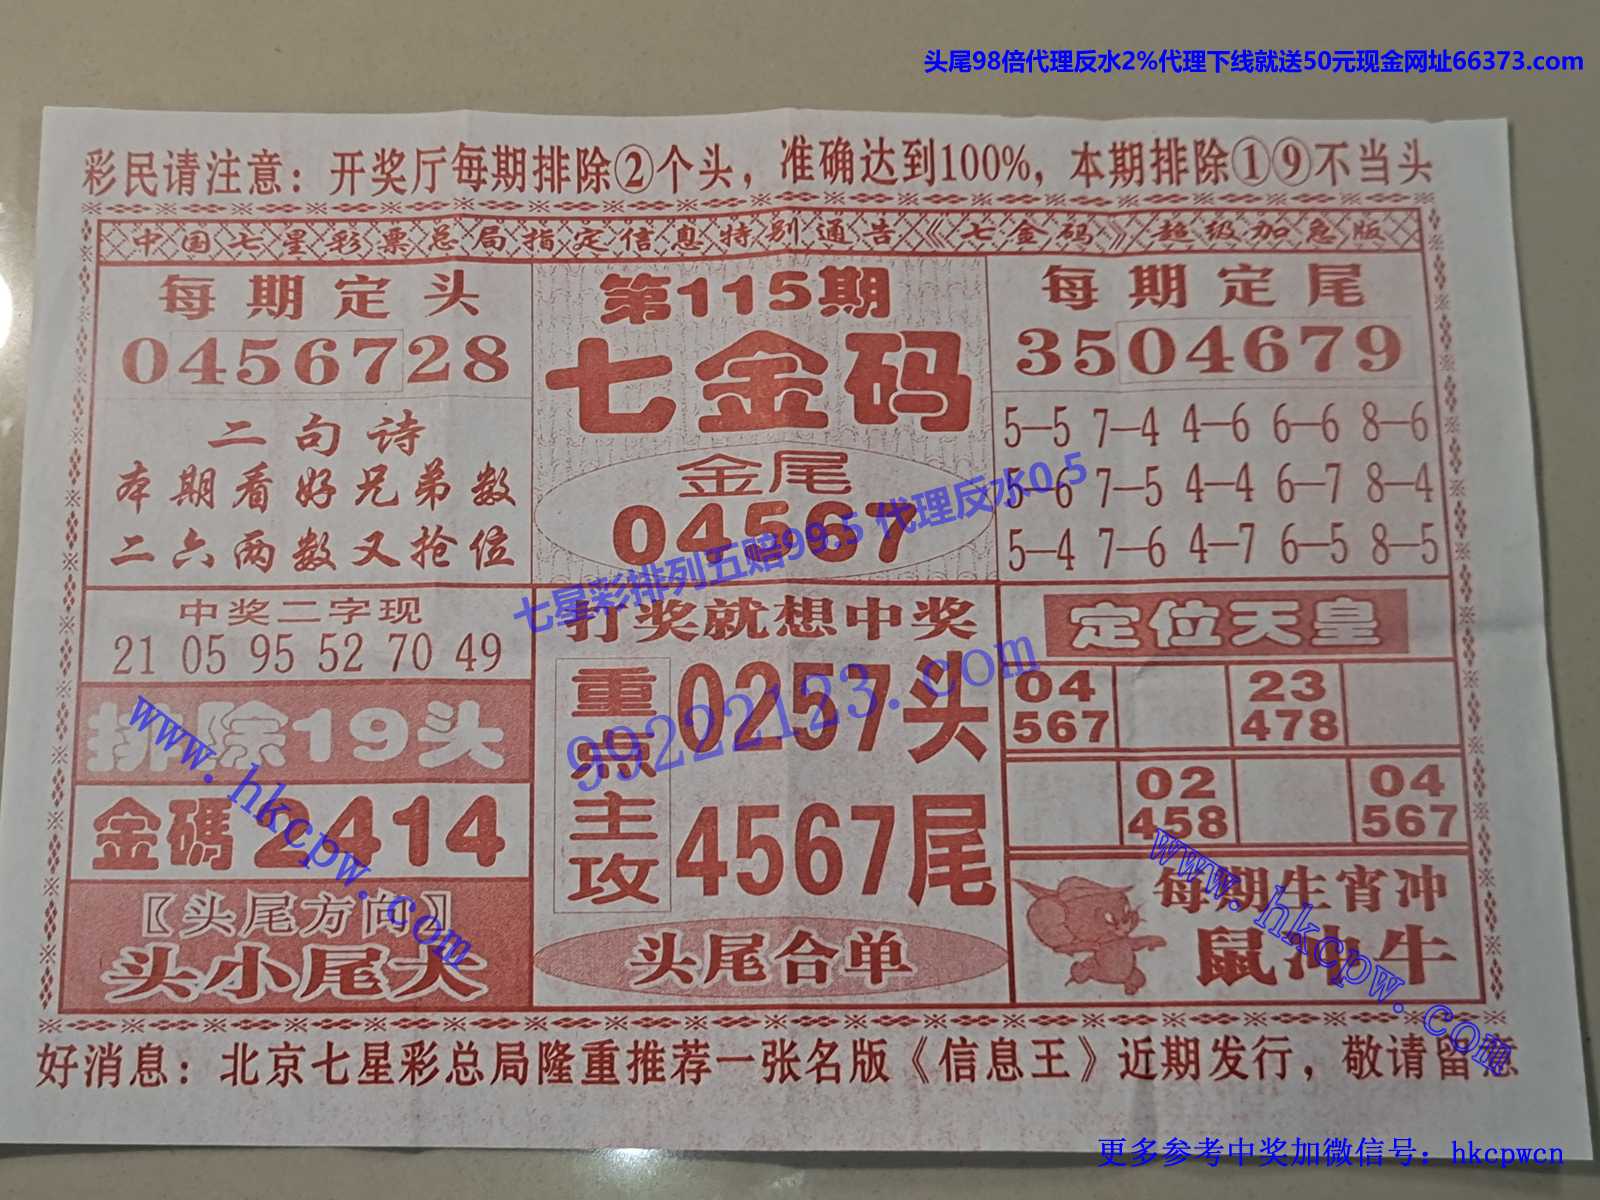 头尾98倍代理反水2%代理下线就送50元现金网址66373.com
彩民请注意：开奖厅每期排除②个头，准确达到100%，本期排除①⑨不当头
中国七星彩票总局指定信息特别通告《七金码》超级加急版
每期定头
0456728
二句诗
本期看好兄弟数
二六两数又抢位
第115期
七金码
金尾
04567
每期定尾
3504679
5—5 7—4 4—6 6—6 8—6
5—6 7—5 4—4 6—7 8—4
5—4 7—6 4—7 6—5 8—5
七星彩排列五赔99.5 代理反水0.5
99222123.com
中奖二字现
21 05 95 52 70 49
排除19头
金碼2414
〖头尾方向〗
头小尾大
www.hkcpw.com
打奖就想中奖
重点主攻
0257头
4567尾
头尾合单
定位天皇
04 23
567 478
02 04
458 567
每期生肖冲
鼠冲牛
www.hkcpw.com
好消息：北京七星彩总局隆重推荐一张名版《信息王》近期发行，敬请留意
更多参考中奖加微信号：hkcpwcn